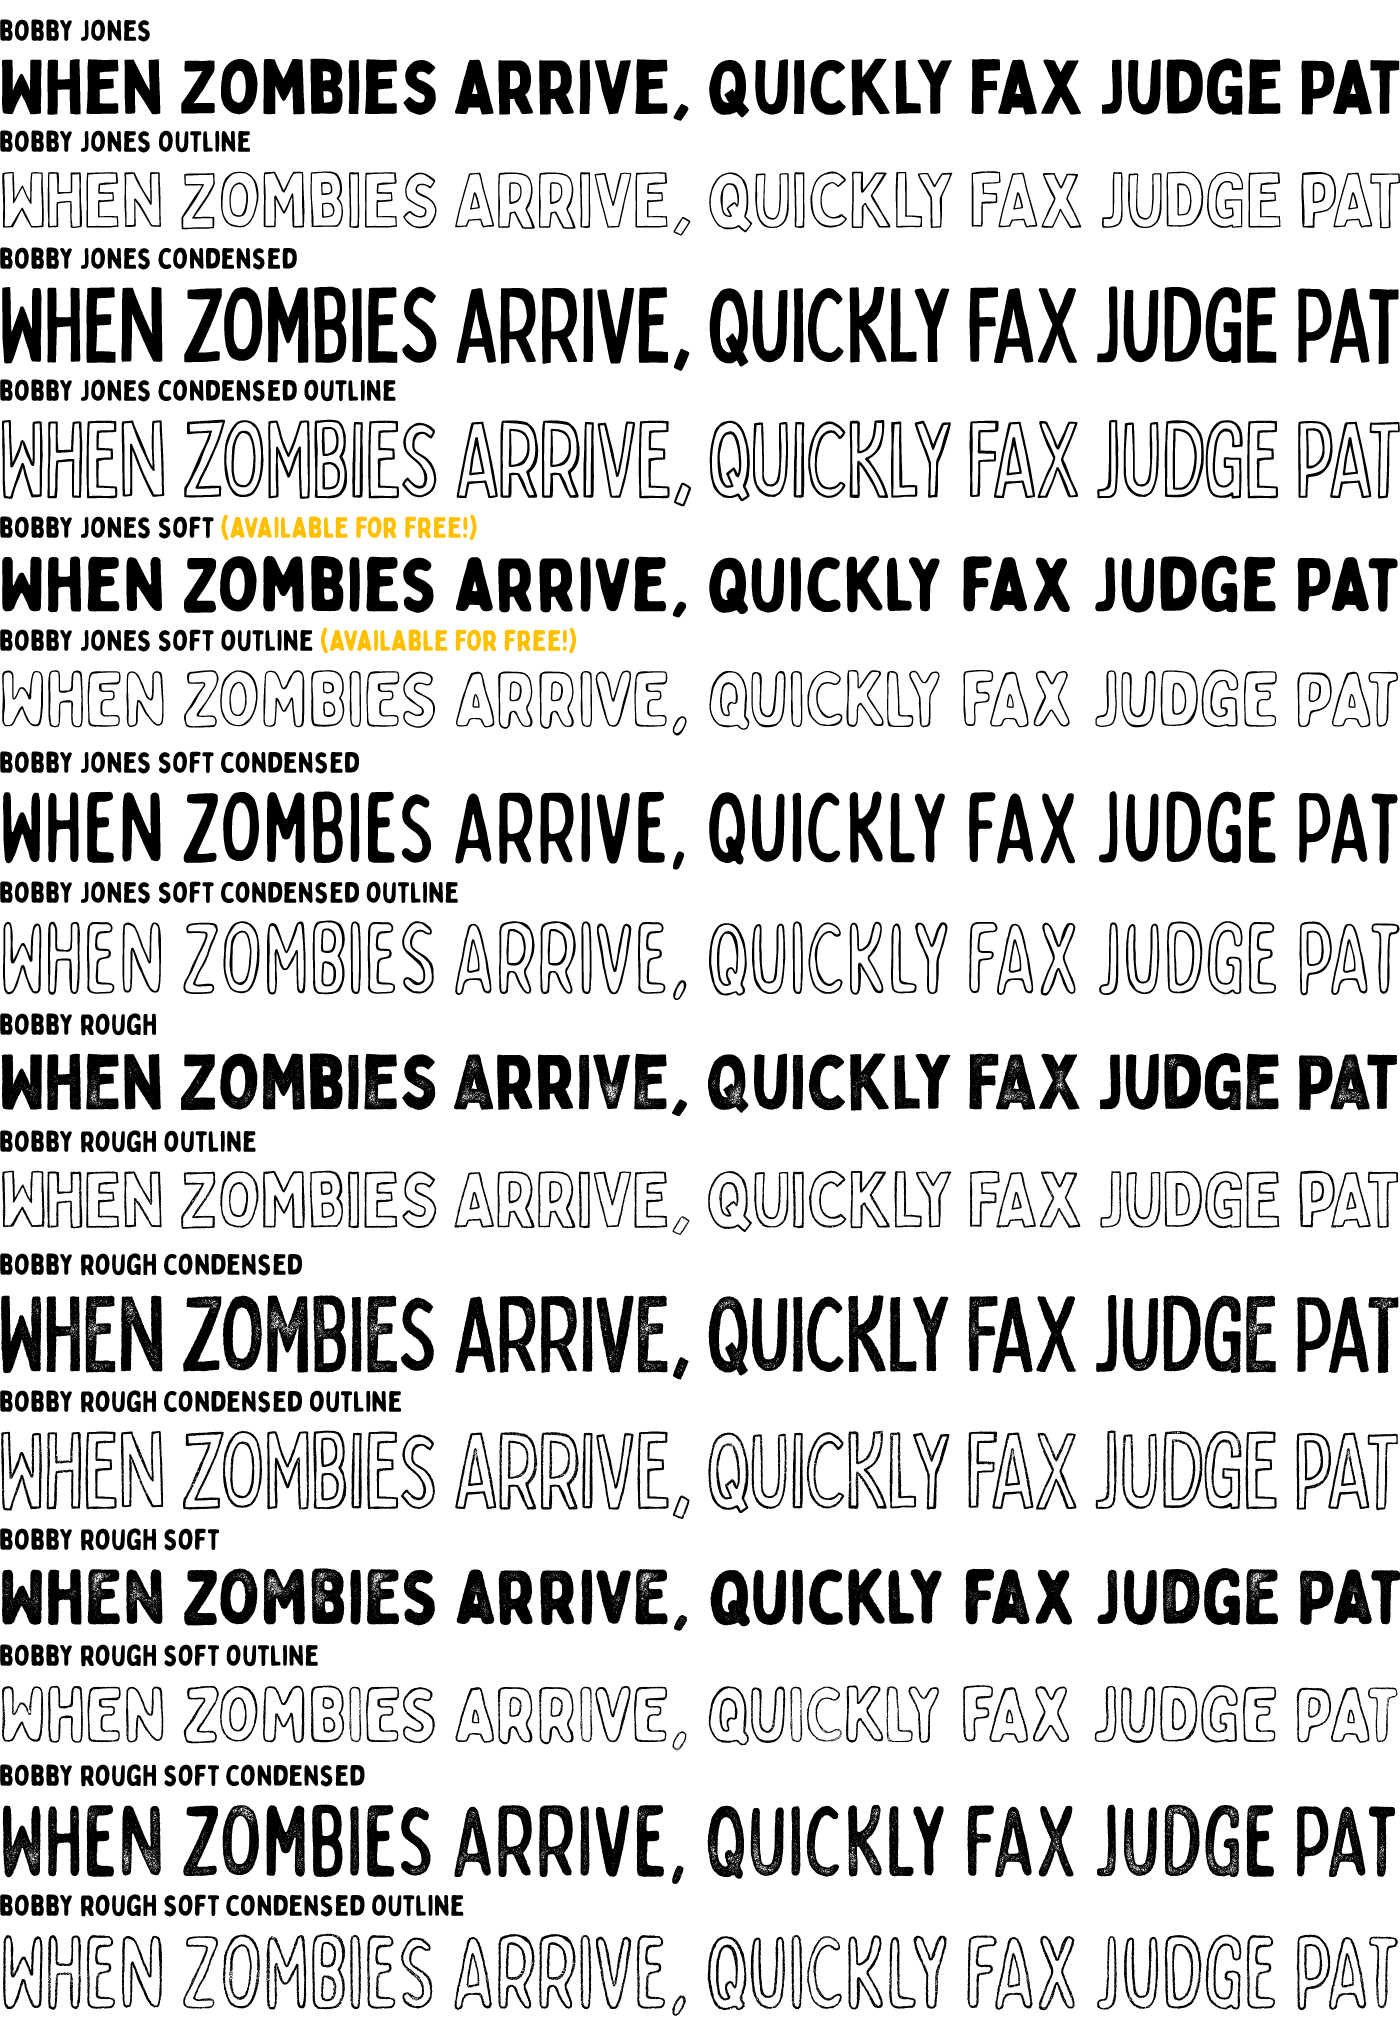 BOBBY JONES
WHEN ZOMBIES ARRIVE, QUICKLY FAX JUDGE PAT
BOBBY JONES OUTLINE
WHEN ZOMBIES ARRIVE, QUICKLY FAX JUDGE PAT
BOBBY JONES CONDENSED
WHEN ZOMBIES ARRIVE, QUICKLY FAX JUDGE PAT
BOBBY JONES CONDENSED OUTLINE
WHEN ZOMBIES ARRIVE, QUICKLY FAX JUDGE PAT
BOBBY JONES SOFT (AVAILABLE FOR FREE!)
WHEN ZOMBIES ARRIVE, QUICKLY FAX JUDGE PAT
BOBBY JONES SOFT OUTLINE (AVAILABLE FOR FREE!)
WHEN ZOMBIES ARRIVE, QUICKLY FAX JUDGE PAT
BOBBY JONES SOFT CONDENSED
WHEN ZOMBIES ARRIVE, QUICKLY FAX JUDGE PAT
BOBBY JONES SOFT CONDENSED OUTLINE
WHEN ZOMBIES ARRIVE, QUICKLY FAX JUDGE PAT
BOBBY ROUGH
WHEN ZOMBIES ARRIVE, QUICKLY FAX JUDGE PAT
BOBBY ROUGH OUTLINE
WHEN ZOMBIES ARRIVE, QUICKLY FAX JUDGE PAT
BOBBY ROUGH CONDENSED
WHEN ZOMBIES ARRIVE, QUICKLY FAX JUDGE PAT
BOBBY ROUGH CONDENSED OUTLINE
WHEN ZOMBIES ARRIVE, QUICKLY FAX JUDGE PAT
BOBBY ROUGH SOFT
WHEN ZOMBIES ARRIVE, QUICKLY FAX JUDGE PAT
BOBBY ROUGH SOFT OUTLINE
WHEN ZOMBIES ARRIVE, QUICKLY FAX JUDGE PAT
BOBBY ROUGH SOFT CONDENSED
WHEN ZOMBIES ARRIVE, QUICKLY FAX JUDGE PAT
BOBBY ROUGH SOFT CONDENSED OUTLINE
WHEN ZOMBIES ARRIVE, QUICKLY FAX JUDGE PAT